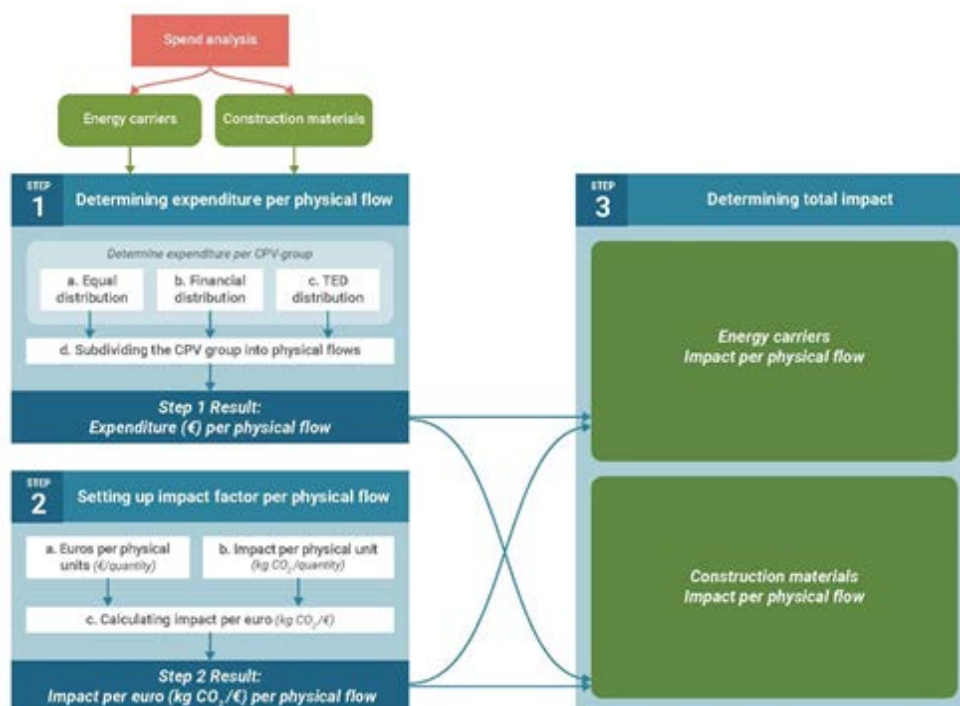 Spend analysis
Energy carriers
Construction materials
STEP
1
Determining expenditure per physical flow
Determine expenditure per CPV-group
a. Equal
distribution
b. Financial
distribution
c. TED
distribution
d. Subdividing the CPV group into physical flows
Step 1 Result:
Expenditure (€) per physical flow
STEP
2
Setting up impact factor per physical flow
a. Euros per physical
units (€/quantity)
b. Impact per physical unit
(kg CO₂/quantity)
c. Calculating impact per euro (kg CO₂/€)
Step 2 Result:
Impact per euro (kg CO₂/€) per physical flow
STEP
3
Determining total impact
Energy carriers
Impact per physical flow
Construction materials
Impact per physical flow